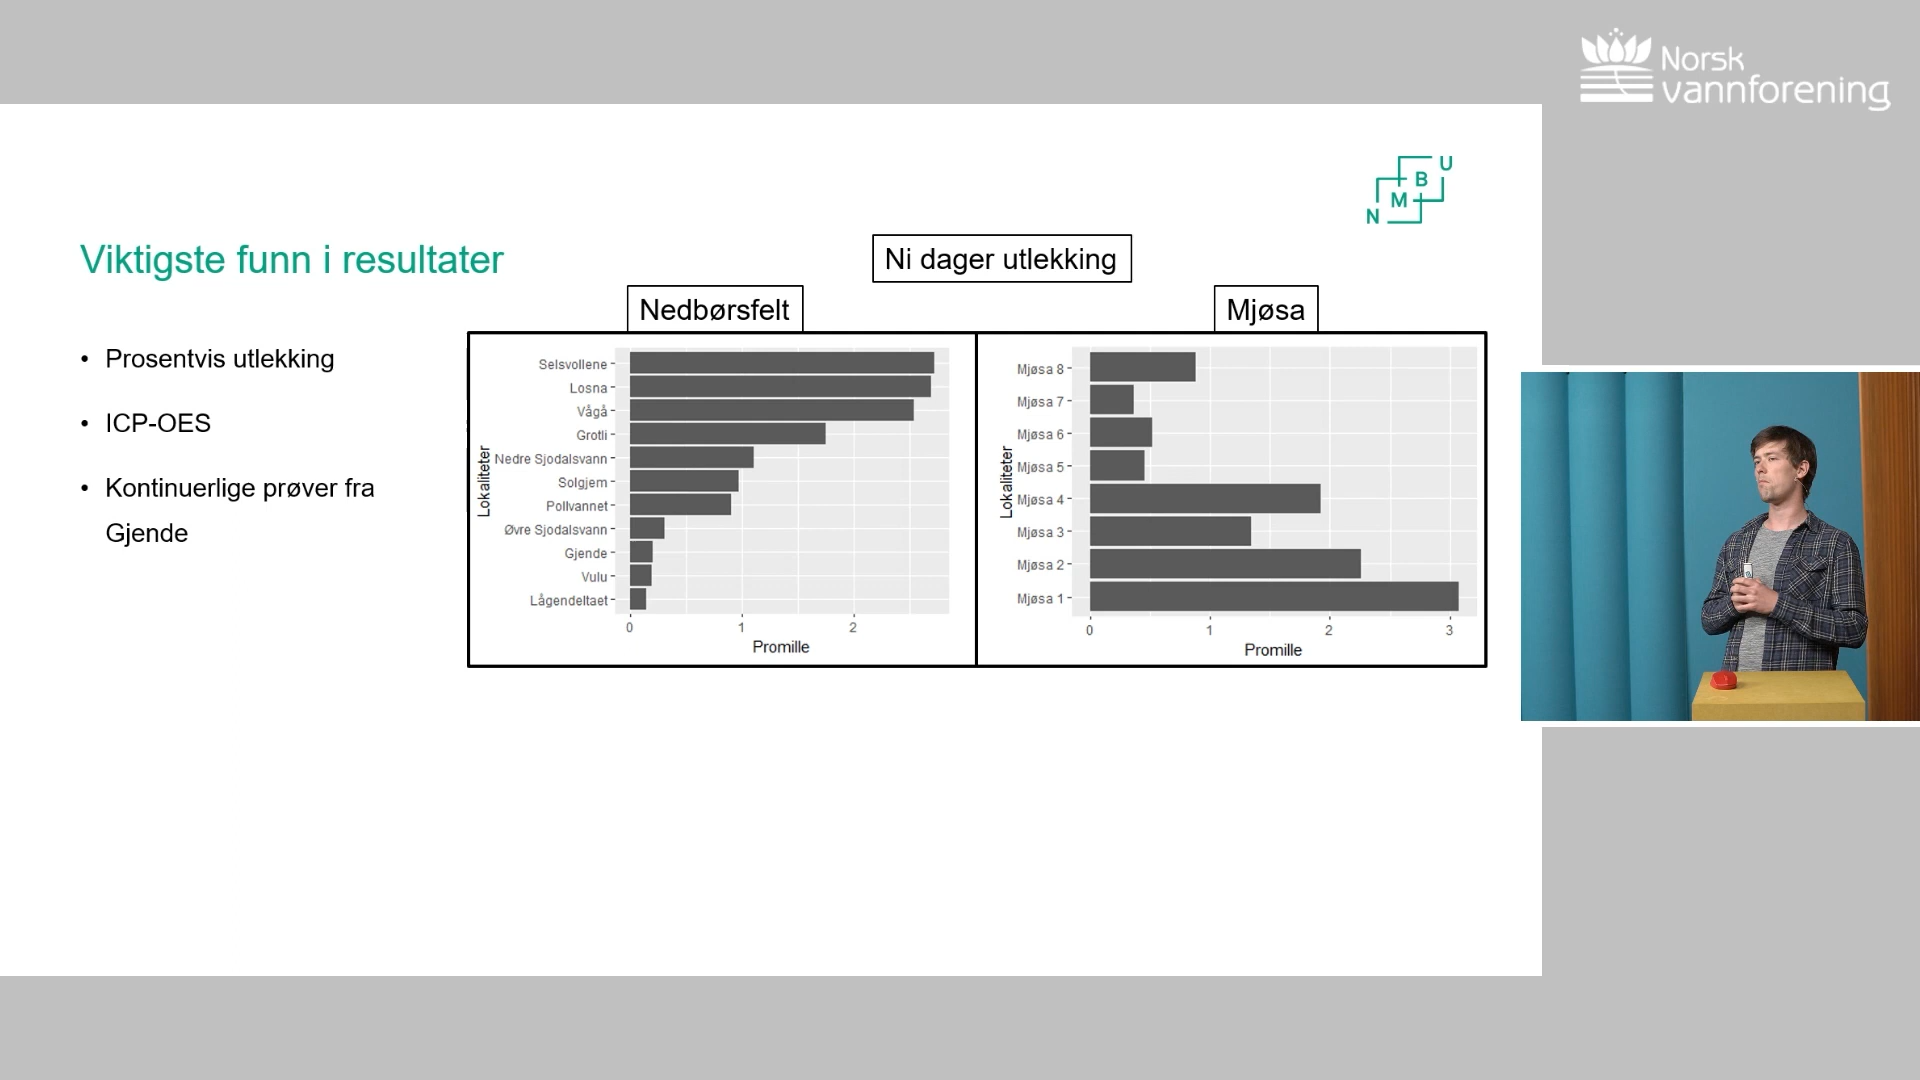 Norsk
vannforening
U
B
M
N
Viktigste funn i resultater
Ni dager utlekking
Nedbørsfelt
Mjøsa
• Prosentvis utlekking
• ICP-OES
• Kontinuerlige prøver fra
Gjende
Lokaliteter
Selsvollene
Losna
Vågå
Grotli
Nedre Sjodalsvann
Solgjem
Pollvannet
Øvre Sjodalsvann
Gjende
Vulu
Lågendeltaet
0 1 2
Promille
Lokaliteter
Mjøsa 8
Mjøsa 7
Mjøsa 6
Mjøsa 5
Mjøsa 4
Mjøsa 3
Mjøsa 2
Mjøsa 1
0 1 2 3
Promille